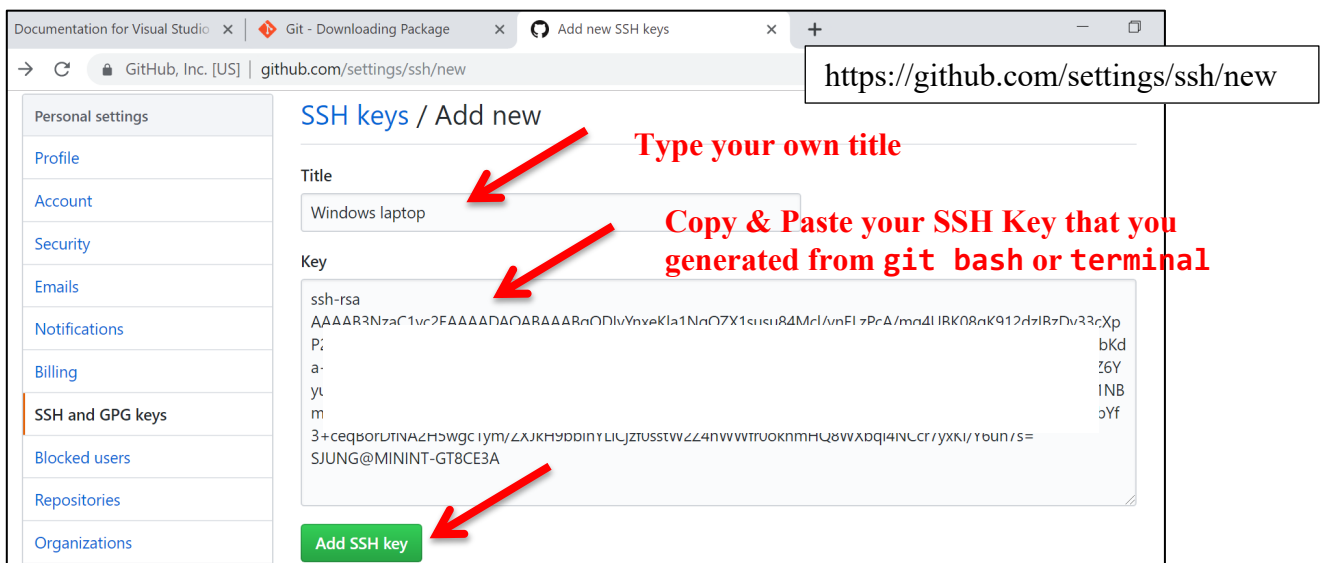 Documentation for Visual Studio
Git - Downloading Package
Add new SSH keys
GitHub, Inc. [US] | github.com/settings/ssh/new
https://github.com/settings/ssh/new
Personal settings
Profile
Account
Security
Emails
Notifications
Billing
SSH and GPG keys
Blocked users
Repositories
Organizations
SSH keys / Add new
Type your own title
Title
Windows laptop
Copy & Paste your SSH Key that you
generated from git bash or terminal
Key
ssh-rsa
bKd
a-
Z6Y
1NB
m
SJUNG@MININT-GT8CE3A
Add SSH key